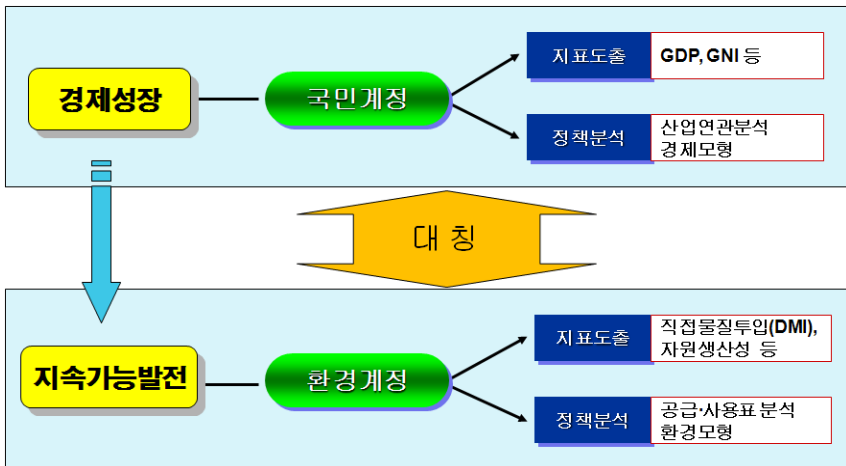 경제성장
국민계정
지표도출
GDP, GNI 등
정책분석
산업연관분석
경제모형
대 칭
지속가능발전
환경계정
지표도출
직접물질투입(DMI),
자원생산성 등
정책분석
공급·사용표 분석
환경모형